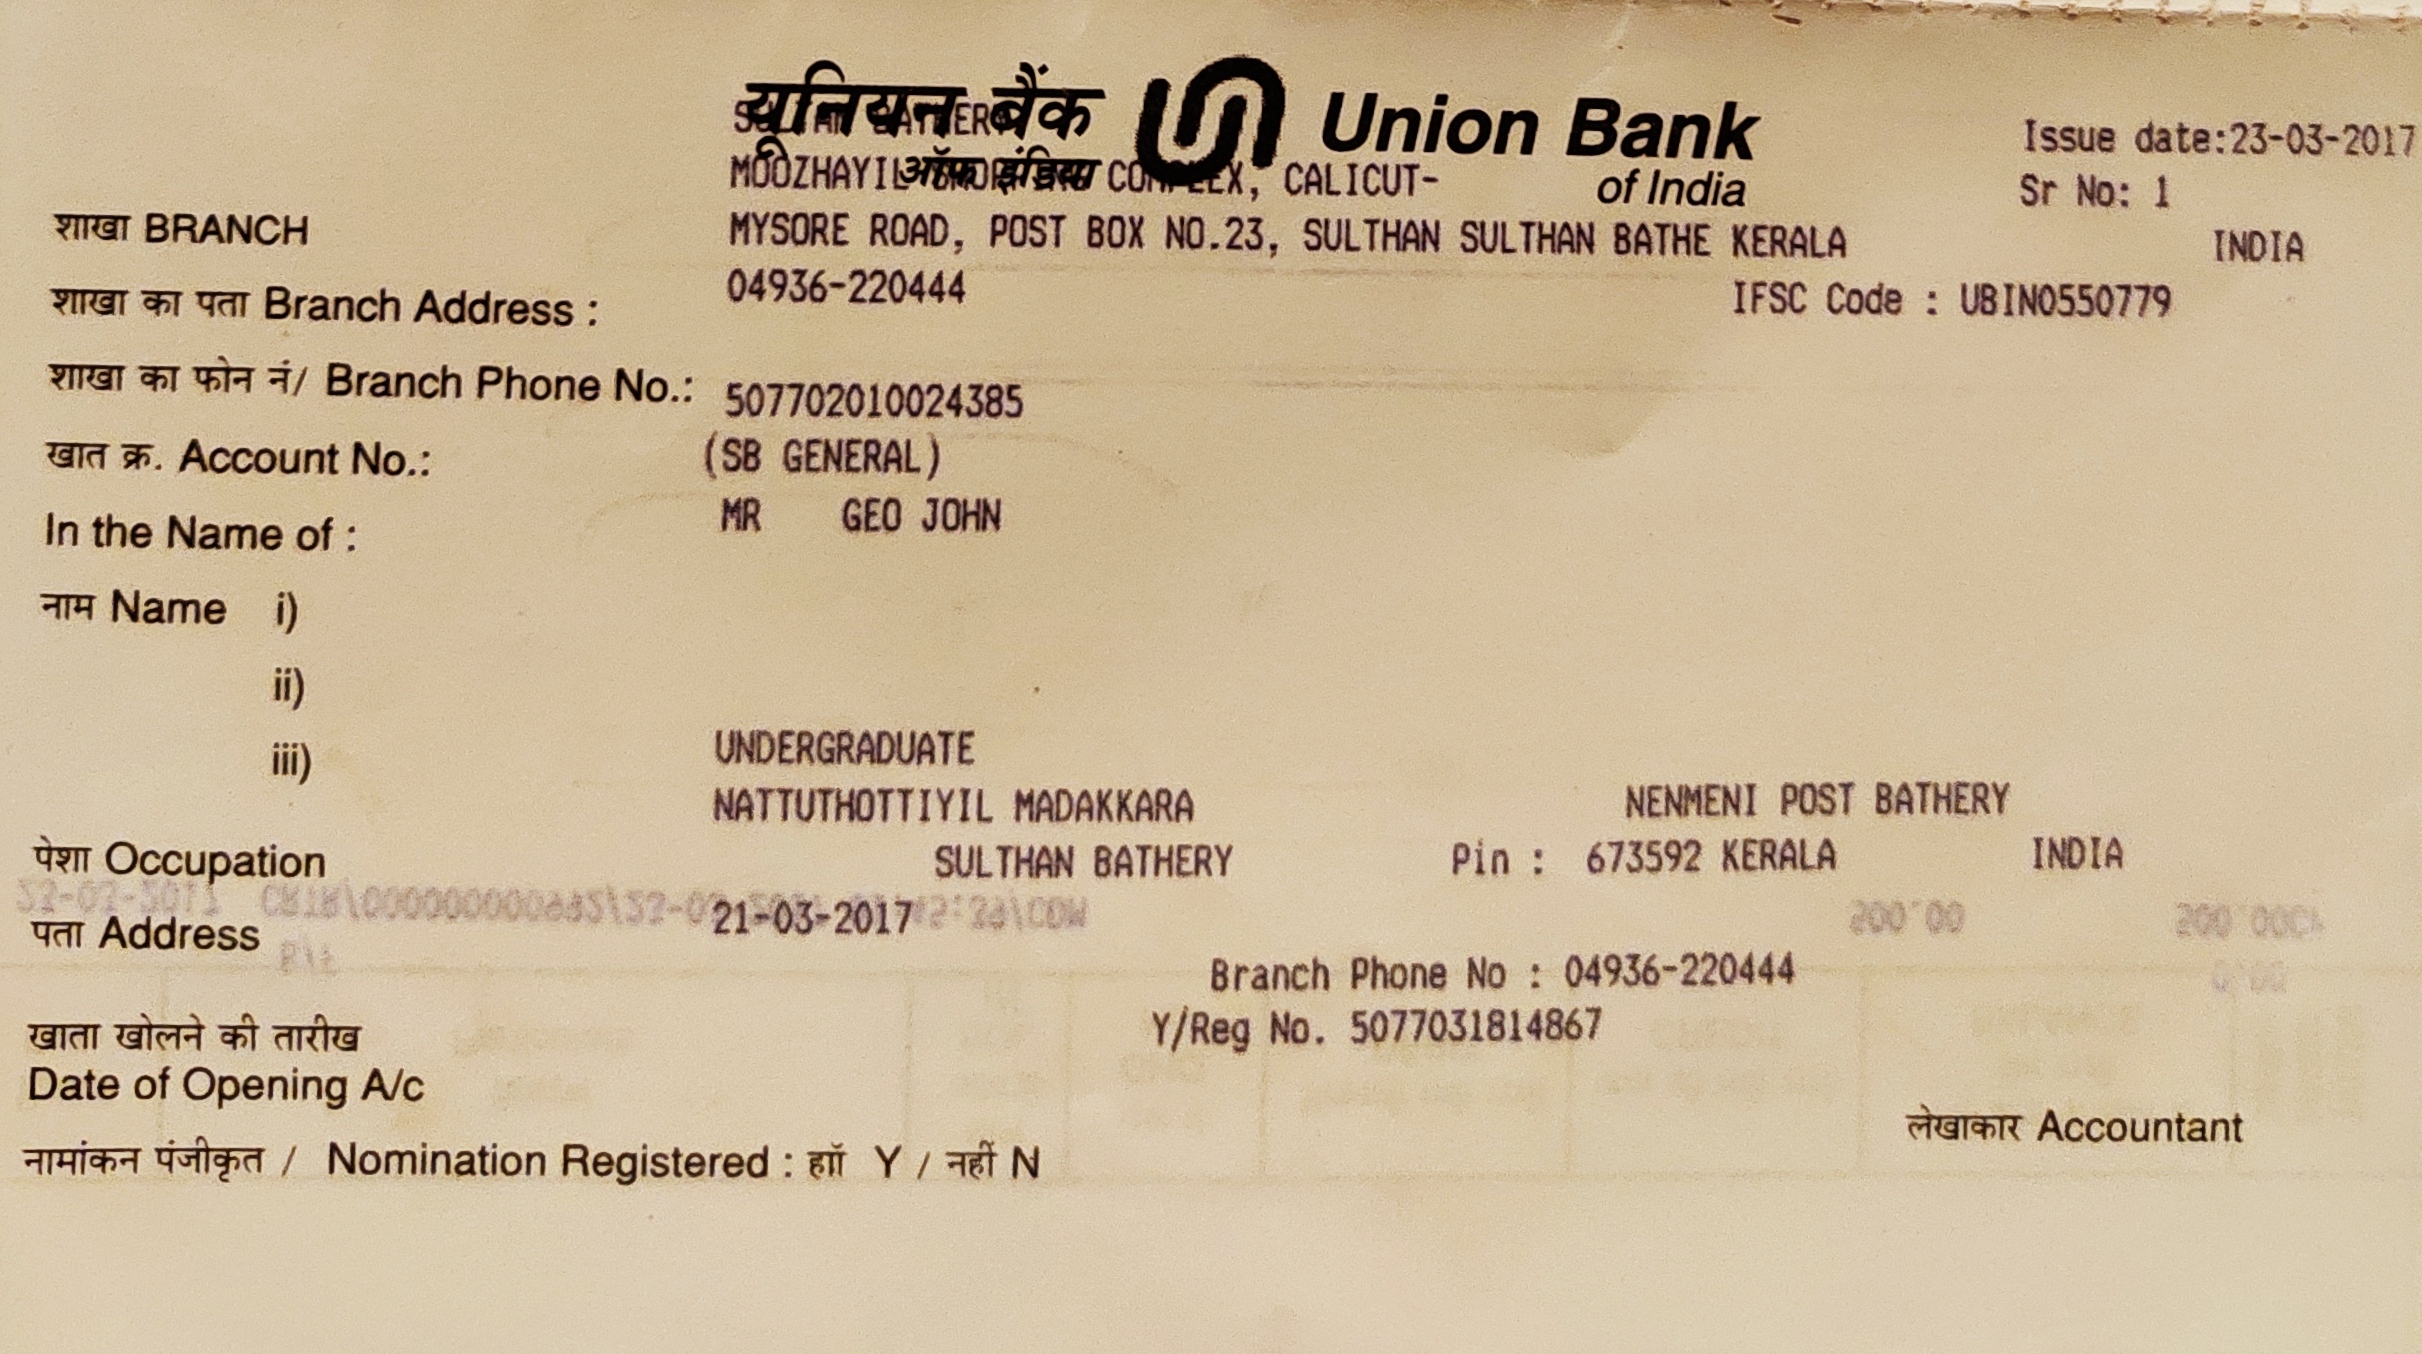 यूनियन बैंक Union Bank
ऑफ इंडिया of India
SULTHAN BATHERY
Issue date:23-03-2017
MOOZHAYIL SHOPPING COMPLEX, CALICUT-
Sr No: 1
शाखा BRANCH
MYSORE ROAD, POST BOX NO.23, SULTHAN SULTHAN BATHE KERALA INDIA
शाखा का पता Branch Address :
04936-220444
IFSC Code : UBIN0550779
शाखा का फोन नं/ Branch Phone No.:
507702010024385
खात क्र. Account No.:
(SB GENERAL)
In the Name of :
MR GEO JOHN
नाम Name i)
ii)
iii)
UNDERGRADUATE
NATTUTHOTTIYIL MADAKKARA NENMENI POST BATHERY
पेशा Occupation
SULTHAN BATHERY Pin : 673592 KERALA INDIA
पता Address
21-03-2017
Branch Phone No : 04936-220444
खाता खोलने की तारीख
Y/Reg No. 5077031814867
Date of Opening A/c
लेखाकार Accountant
नामांकन पंजीकृत / Nomination Registered : हाॅं Y / नहीं N